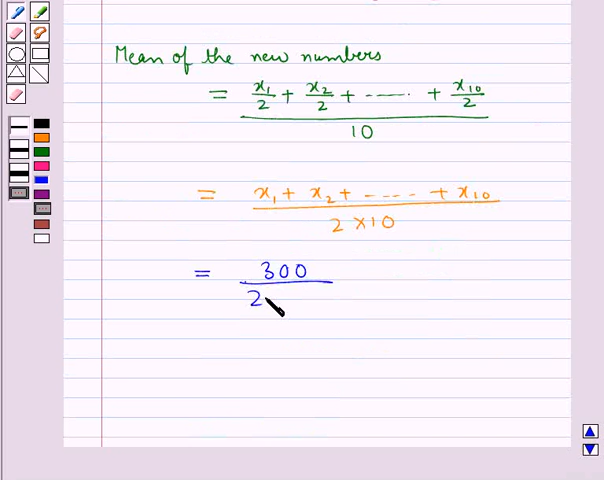 Mean of the new numbers
= x₁/2 + x₂/2 + ------ + x₁₀/2
10
= x₁ + x₂ + ------ + x₁₀
2 × 10
= 300
2